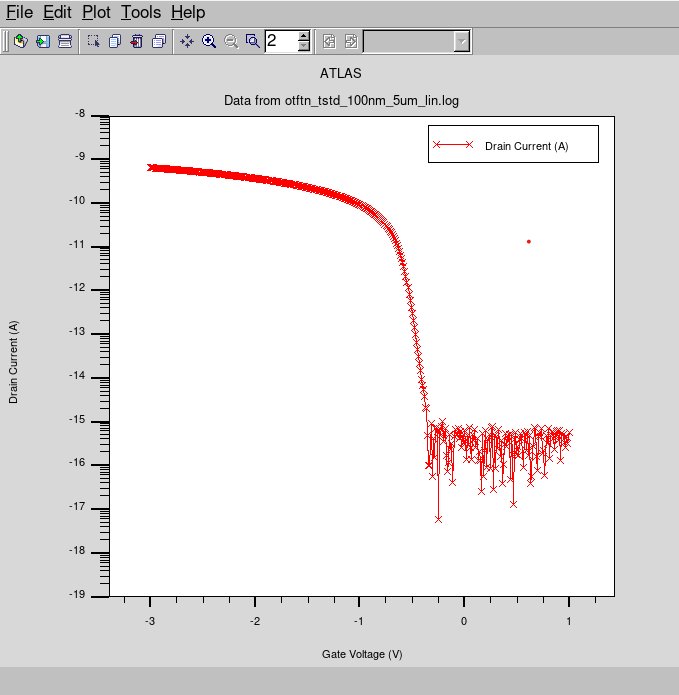 File Edit Plot Tools Help
2
ATLAS
Data from otftn_tstd_100nm_5um_lin.log
Drain Current (A)
-8
-9
-10
-11
-12
-13
-14
-15
-16
-17
-18
-19
Drain Current (A)
-3 -2 -1 0 1
Gate Voltage (V)